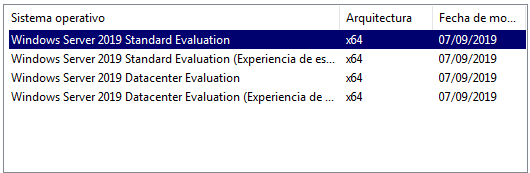 Sistema operativo Arquitectura Fecha de mo...
Windows Server 2019 Standard Evaluation x64 07/09/2019
Windows Server 2019 Standard Evaluation (Experiencia de es... x64 07/09/2019
Windows Server 2019 Datacenter Evaluation x64 07/09/2019
Windows Server 2019 Datacenter Evaluation (Experiencia de ... x64 07/09/2019